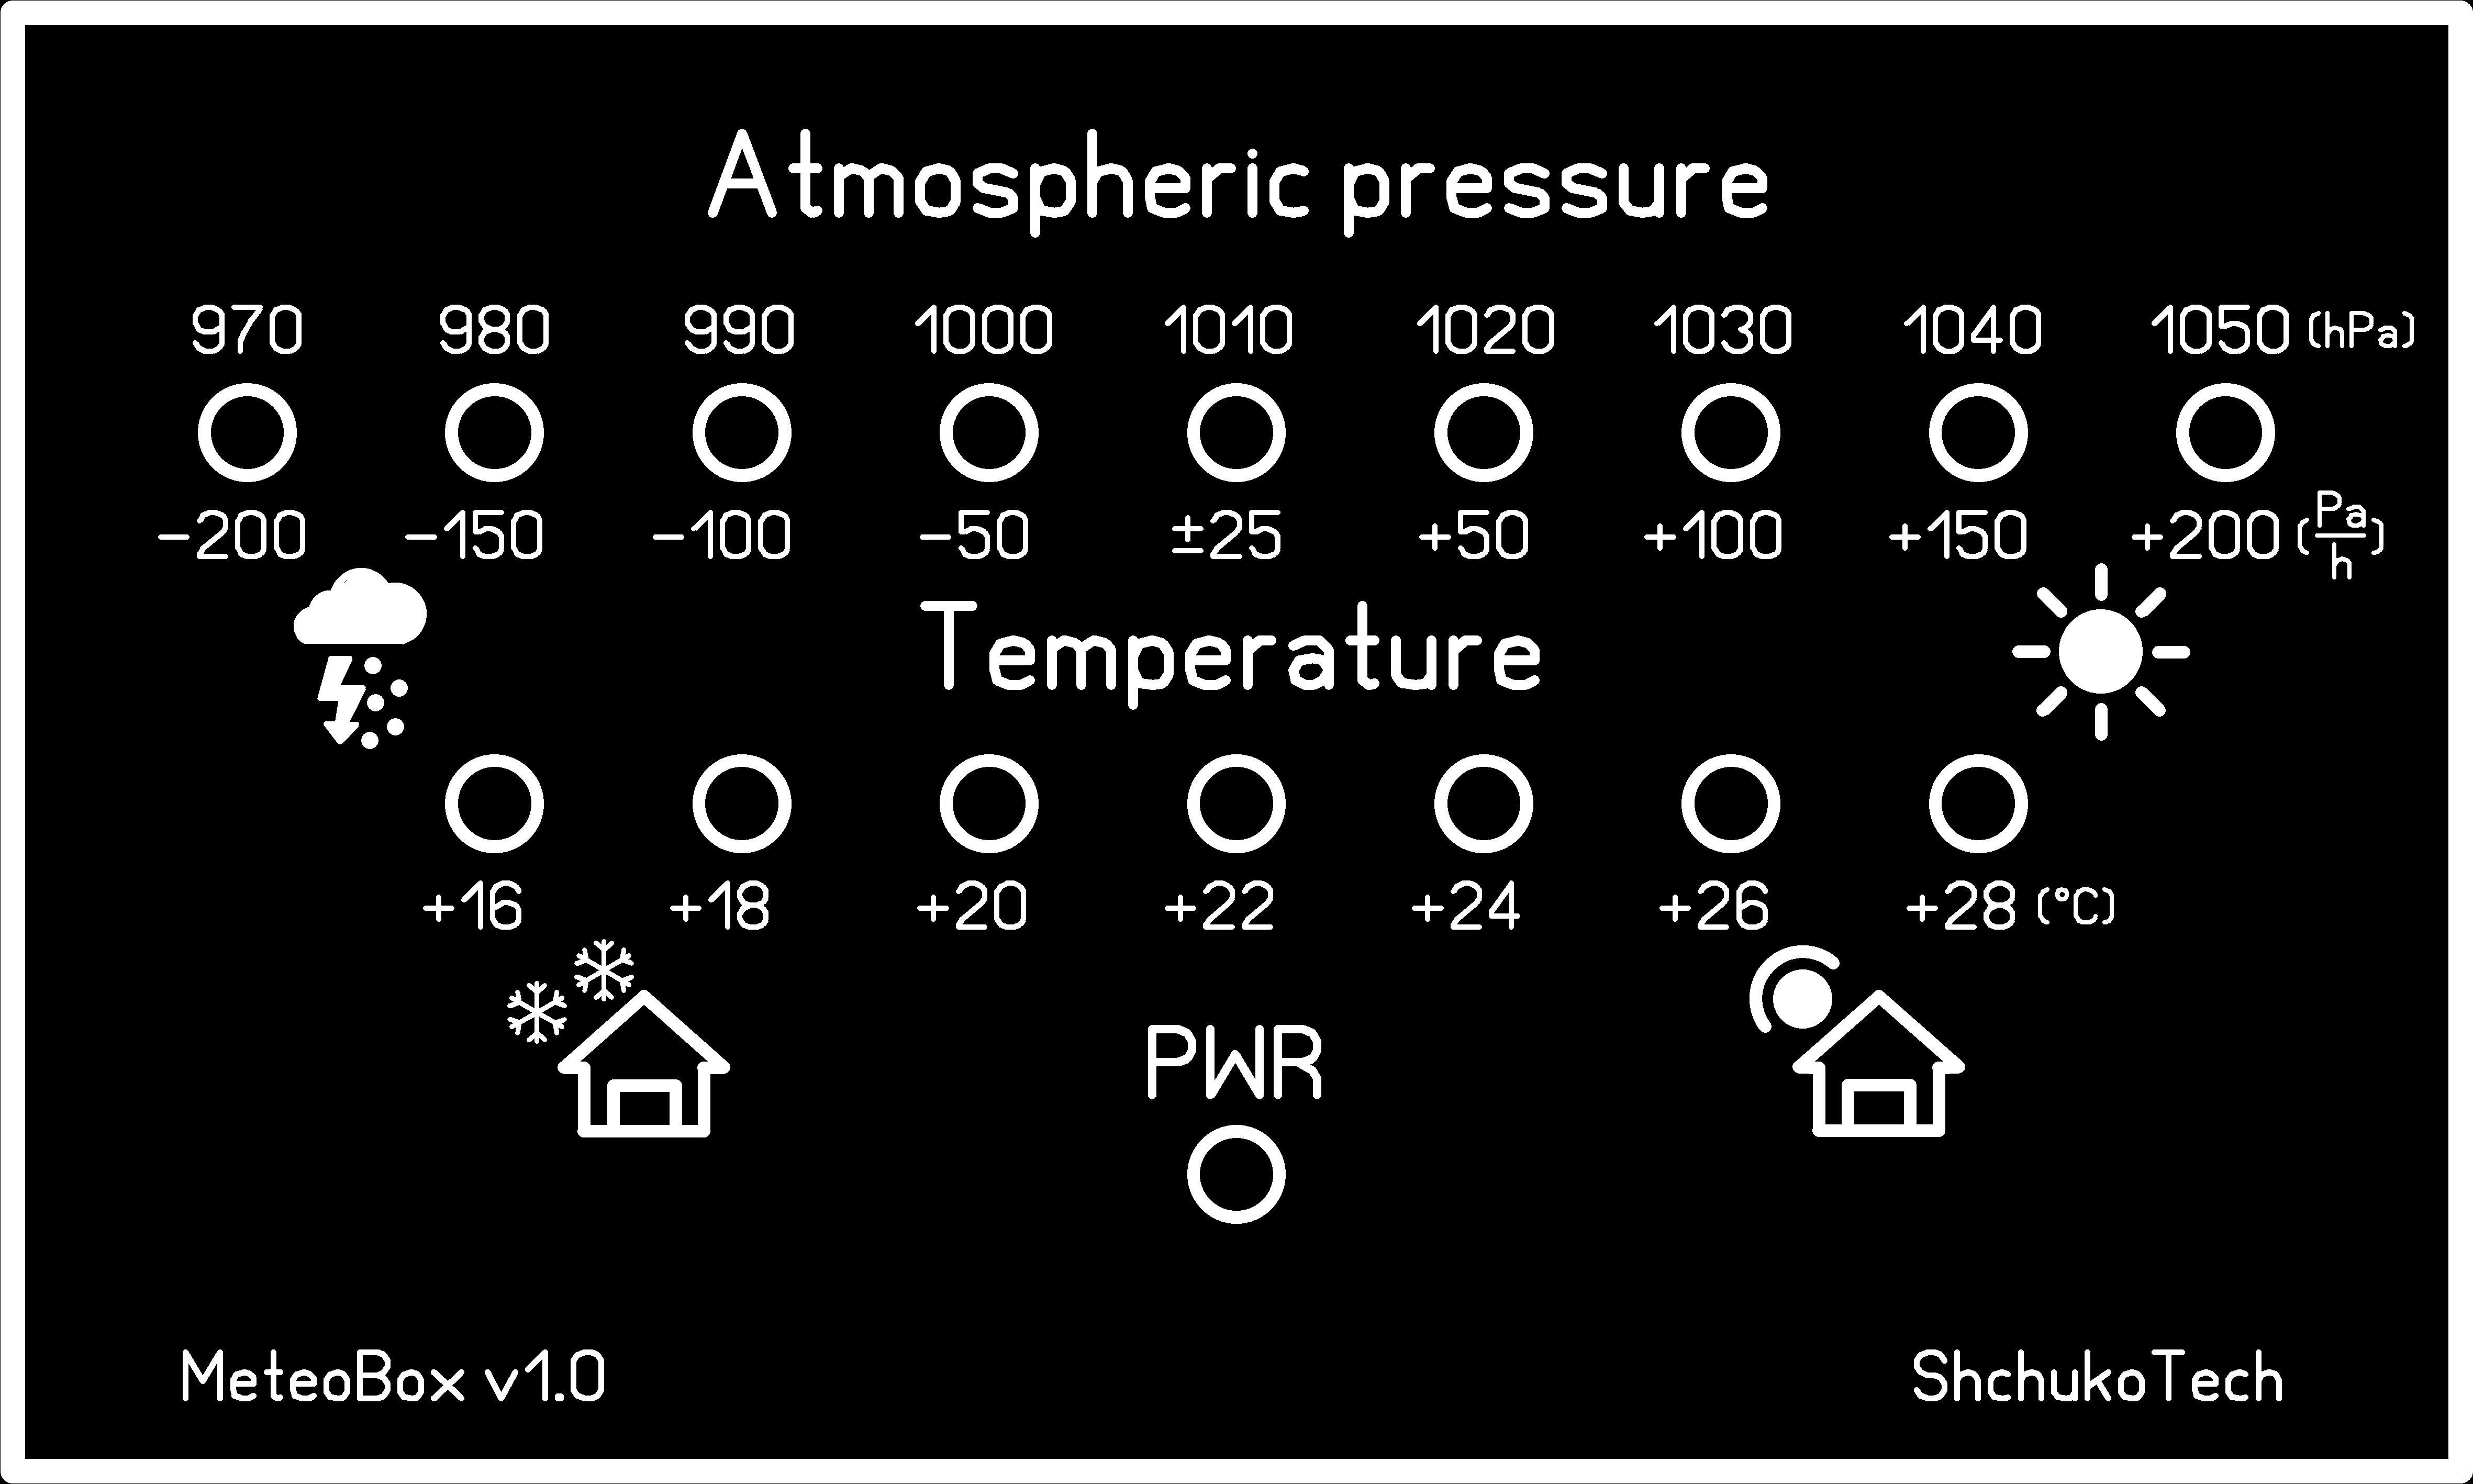 Atmospheric pressure
970 980 990 1000 1010 1020 1030 1040 1050 (hPa)
-200 -150 -100 -50 ±25 +50 +100 +150 +200 (Pa/h)
Temperature
+16 +18 +20 +22 +24 +26 +28 (°C)
PWR
MeteoBox v1.0 ShchukoTech